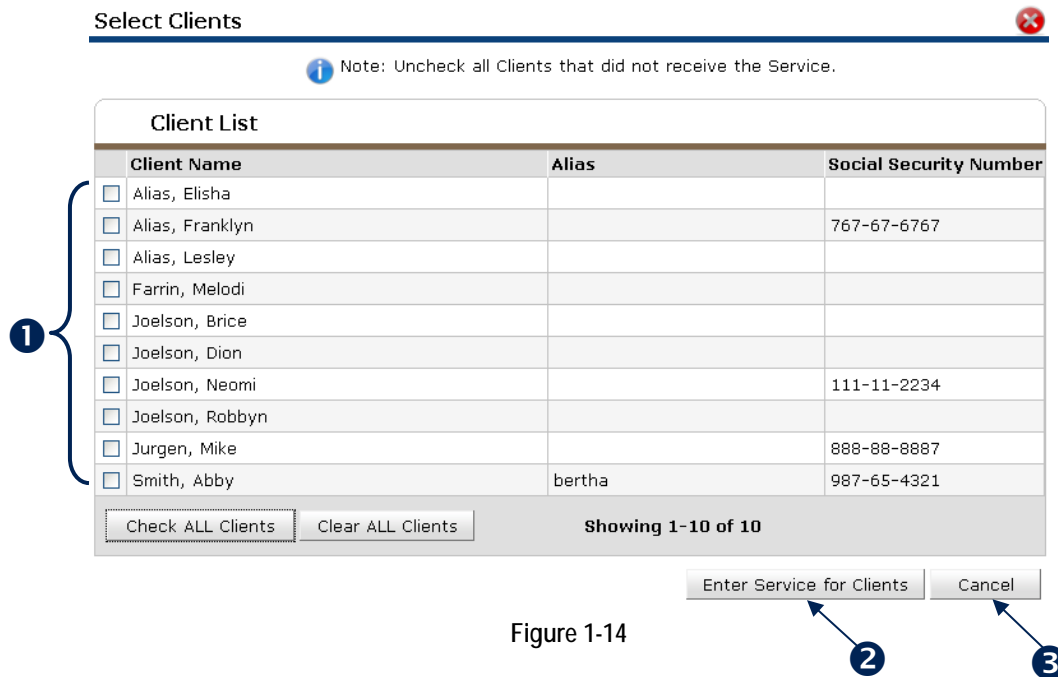 Select Clients
Note: Uncheck all Clients that did not receive the Service.
Client List
Client Name Alias Social Security Number
Alias, Elisha
Alias, Franklyn 767-67-6767
Alias, Lesley
Farrin, Melodi
Joelson, Brice
Joelson, Dion
Joelson, Neomi 111-11-2234
Joelson, Robbyn
Jurgen, Mike 888-88-8887
Smith, Abby bertha 987-65-4321
1
Check ALL Clients Clear ALL Clients Showing 1-10 of 10
Enter Service for Clients Cancel
Figure 1-14
2 3